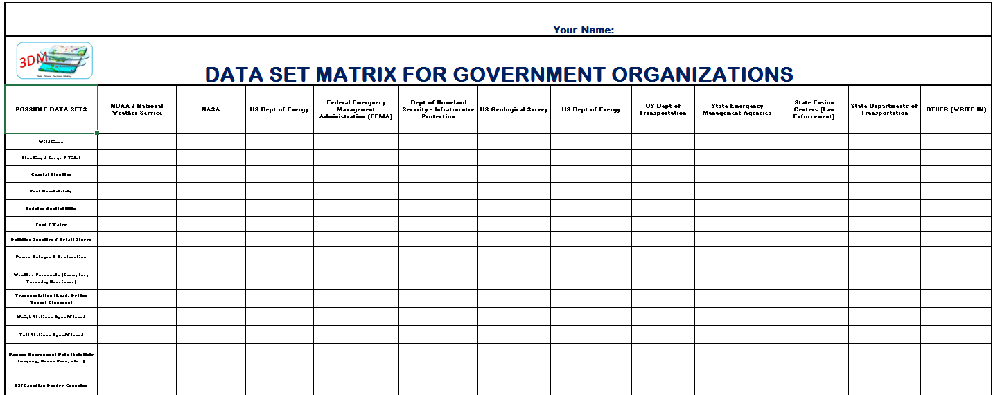 Your Name:
3DM
Data Driven Decision Making
DATA SET MATRIX FOR GOVERNMENT ORGANIZATIONS
POSSIBLE DATA SETS
NOAA / National
Weather Service
NASA
US Dept of Energy
Federal Emergnecy
Management
Administration (FEMA)
Dept of Homeland
Security - Infratrucutre
Protection
US Geological Survey
US Dept of Energy
US Dept of
Transportation
State Emergency
Management Agencies
State Fusion
Centers (Law
Enforcement)
State Departments of
Transportation
OTHER (WRITE IN)
Wildfires
Flooding / Surge / Tidal
Coastal Flooding
Fuel Availability
Lodging Availability
Food / Water
Building Supplies / Retail Stores
Power Outages & Restoration
Weather Forecasts (Snow, Ice,
Tornado, Hurricane)
Transportation (Road, Bridge
Tunnel Closures)
Weigh Stations Open/Closed
Toll Stations Open/Closed
Damage Assessment Data (Satellite
Imagery, Drone Pics, etc..)
US/Canadian Border Crossing